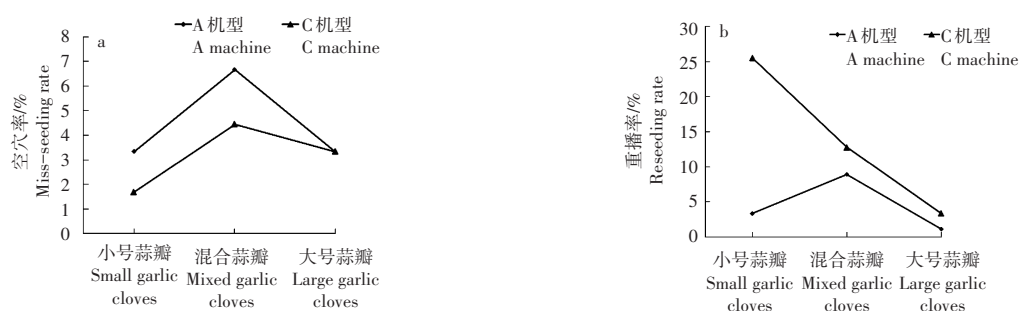 a
A机型 C机型
A machine C machine
8
7
6
5
4
3
2
1
0
空穴率/%
Miss-seeding rate
小号蒜瓣 混合蒜瓣 大号蒜瓣
Small garlic Mixed garlic Large garlic
cloves cloves cloves
b
A机型 C机型
A machine C machine
30
25
20
15
10
5
0
重播率/%
Reseeding rate
小号蒜瓣 混合蒜瓣 大号蒜瓣
Small garlic Mixed garlic Large garlic
cloves cloves cloves